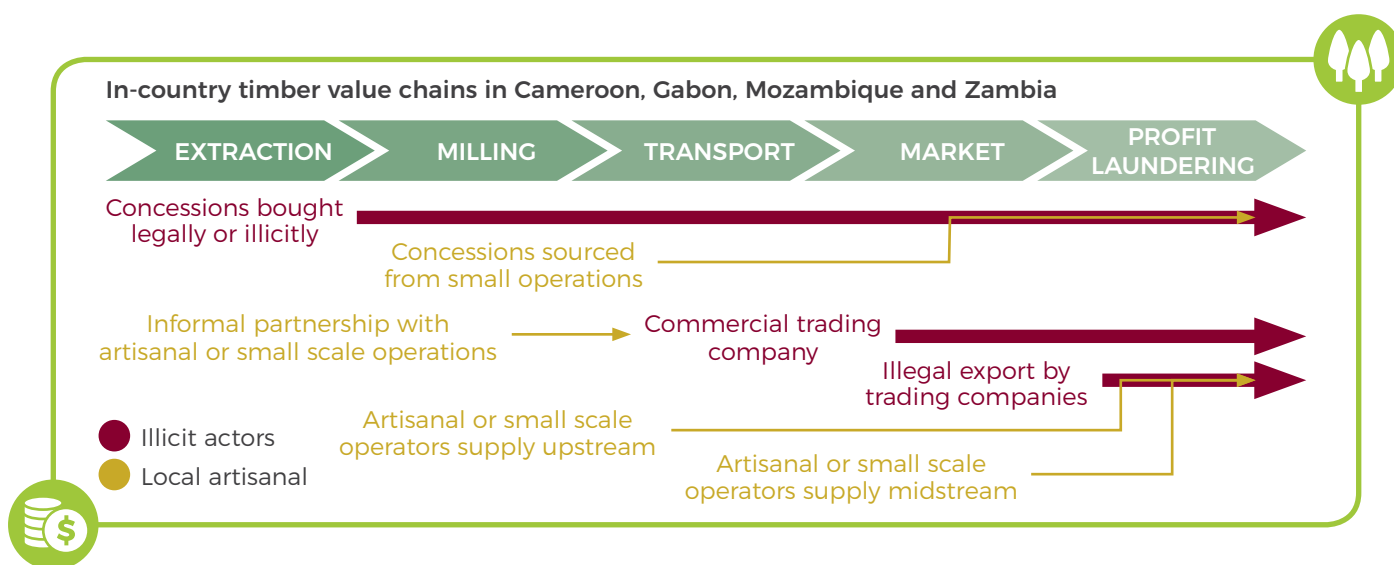 In-country timber value chains in Cameroon, Gabon, Mozambique and Zambia
EXTRACTION
MILLING
TRANSPORT
MARKET
PROFIT
LAUNDERING
Concessions bought
legally or illicitly
Concessions sourced
from small operations
Informal partnership with
artisanal or small scale operations
Commercial trading
company
Illegal export by
trading companies
Artisanal or small scale
operators supply upstream
Artisanal or small scale
operators supply midstream
Illicit actors
Local artisanal
$